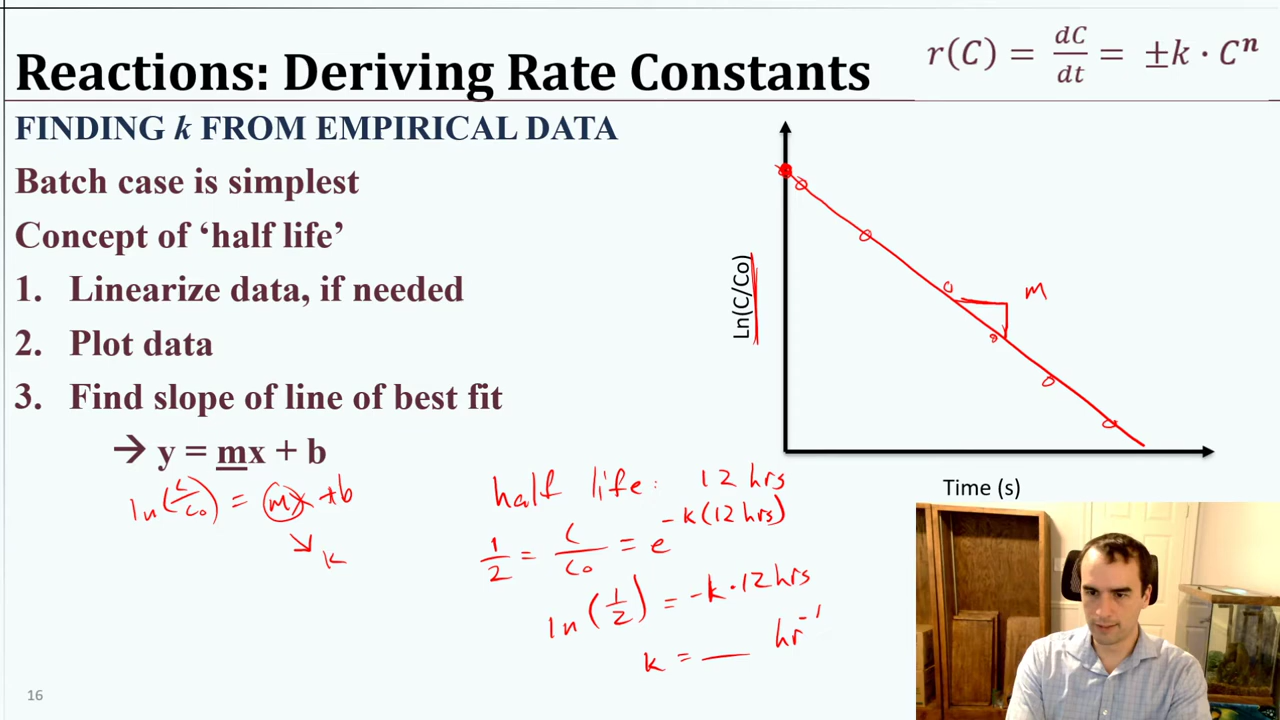 Reactions: Deriving Rate Constants
r(C) = dC/dt = ±k · Cⁿ
FINDING k FROM EMPIRICAL DATA
Batch case is simplest
Concept of ‘half life’
1. Linearize data, if needed
2. Plot data
3. Find slope of line of best fit
→ y = mx + b
ln(C/Co) = mx + b
↘ k
Ln(C/Co)
m
Time (s)
half life: 12 hrs
1/2 = C/Co = e^-k(12 hrs)
ln(1/2) = -k·12 hrs
k = __ hr⁻¹
16